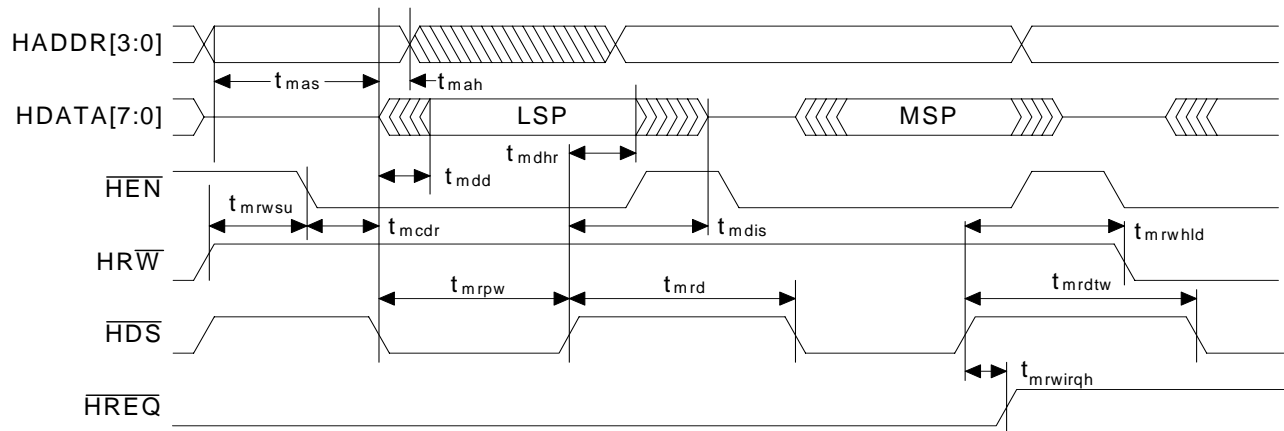 HADDR[3:0]
t mas
t mah
HDATA[7:0]
LSP
MSP
t mdhr
t mdd
HEN
t mrwsu
t mcdr
t mdis
t mrwhld
HRW
t mrpw
t mrd
t mrdtw
HDS
t mrwirqh
HREQ